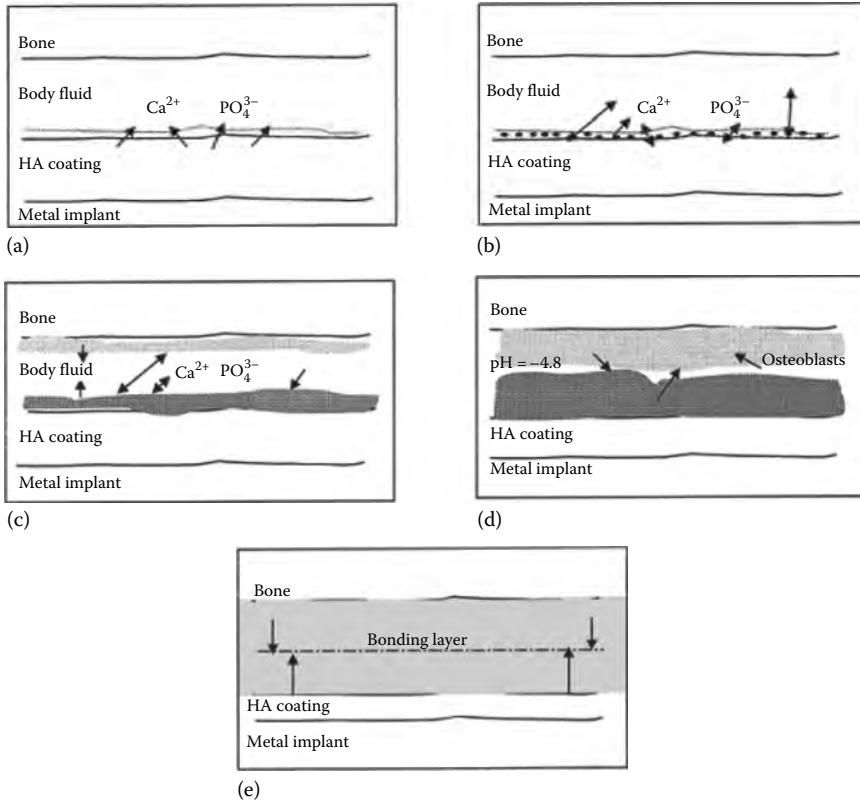 Bone
Body fluid
Ca²⁺ PO₄³⁻
HA coating
Metal implant
(a)
Bone
Body fluid
Ca²⁺ PO₄³⁻
HA coating
Metal implant
(b)
Bone
Body fluid
Ca²⁺ PO₄³⁻
HA coating
Metal implant
(c)
Bone
pH = −4.8
Osteoblasts
HA coating
Metal implant
(d)
Bone
Bonding layer
HA coating
Metal implant
(e)